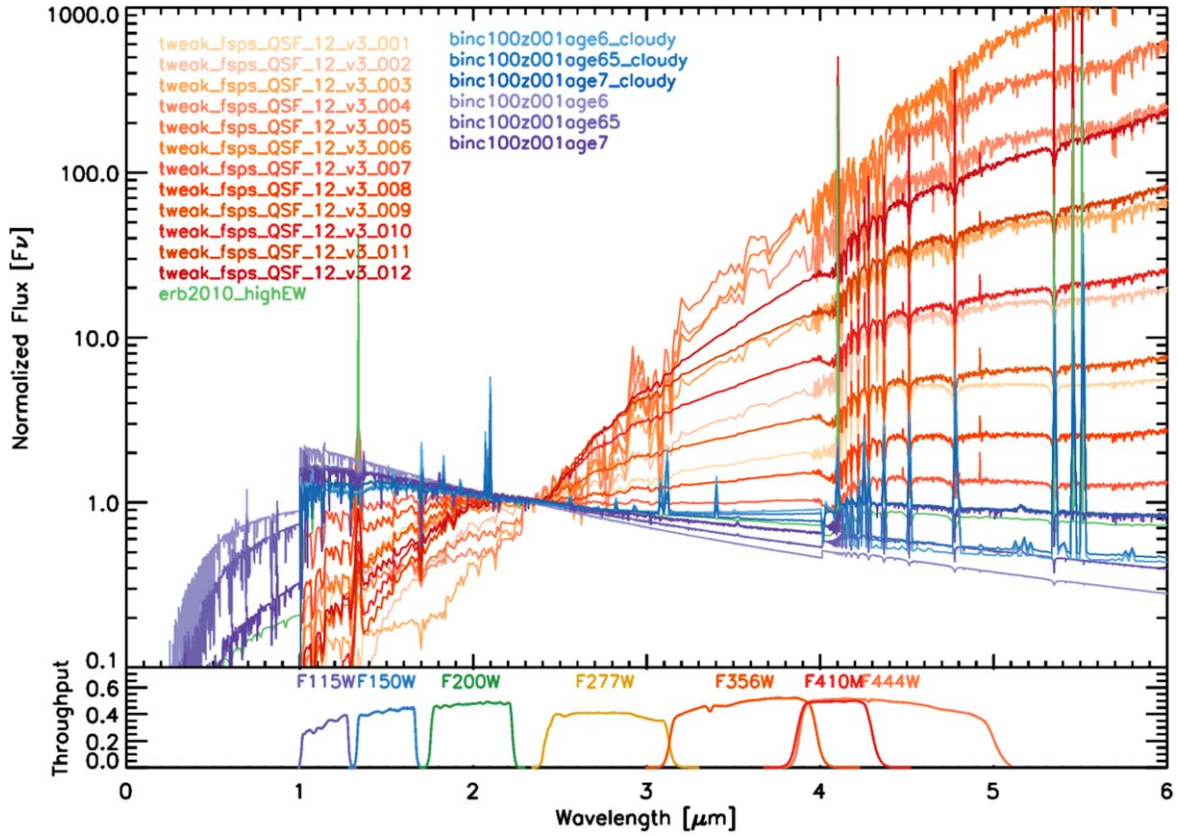 1000.0
100.0
10.0
1.0
0.1
Normalized Flux [Fν]
tweak_fsps_QSF_12_v3_001
tweak_fsps_QSF_12_v3_002
tweak_fsps_QSF_12_v3_003
tweak_fsps_QSF_12_v3_004
tweak_fsps_QSF_12_v3_005
tweak_fsps_QSF_12_v3_006
tweak_fsps_QSF_12_v3_007
tweak_fsps_QSF_12_v3_008
tweak_fsps_QSF_12_v3_009
tweak_fsps_QSF_12_v3_010
tweak_fsps_QSF_12_v3_011
tweak_fsps_QSF_12_v3_012
erb2010_highEW
binc100z001age6_cloudy
binc100z001age65_cloudy
binc100z001age7_cloudy
binc100z001age6
binc100z001age65
binc100z001age7
F115W F150W F200W F277W F356W F410M F444W
Throughput
0.6
0.4
0.2
0.0
0 1 2 3 4 5 6
Wavelength [μm]